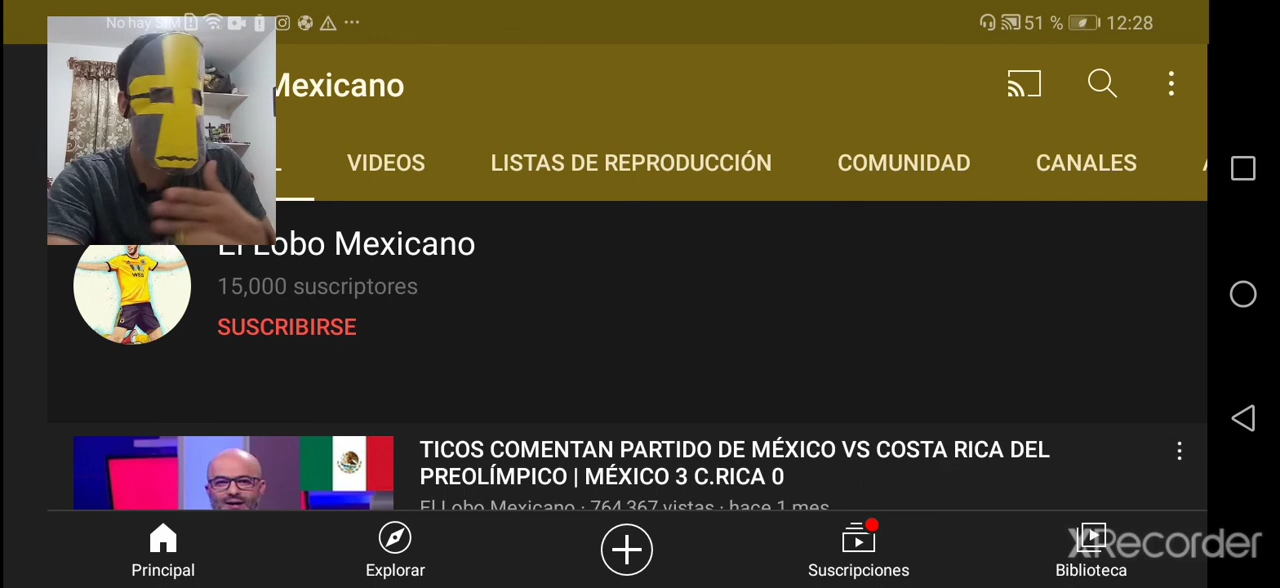 No hay SIM
51 %
12:28
Mexicano
VIDEOS
LISTAS DE REPRODUCCIÓN
COMUNIDAD
CANALES
El Lobo Mexicano
15,000 suscriptores
SUSCRIBIRSE
TICOS COMENTAN PARTIDO DE MÉXICO VS COSTA RICA DEL
PREOLÍMPICO | MÉXICO 3 C.RICA 0
El Lobo Mexicano · 764,367 vistas · hace 1 mes
Principal
Explorar
Suscripciones
Biblioteca
XRecorder